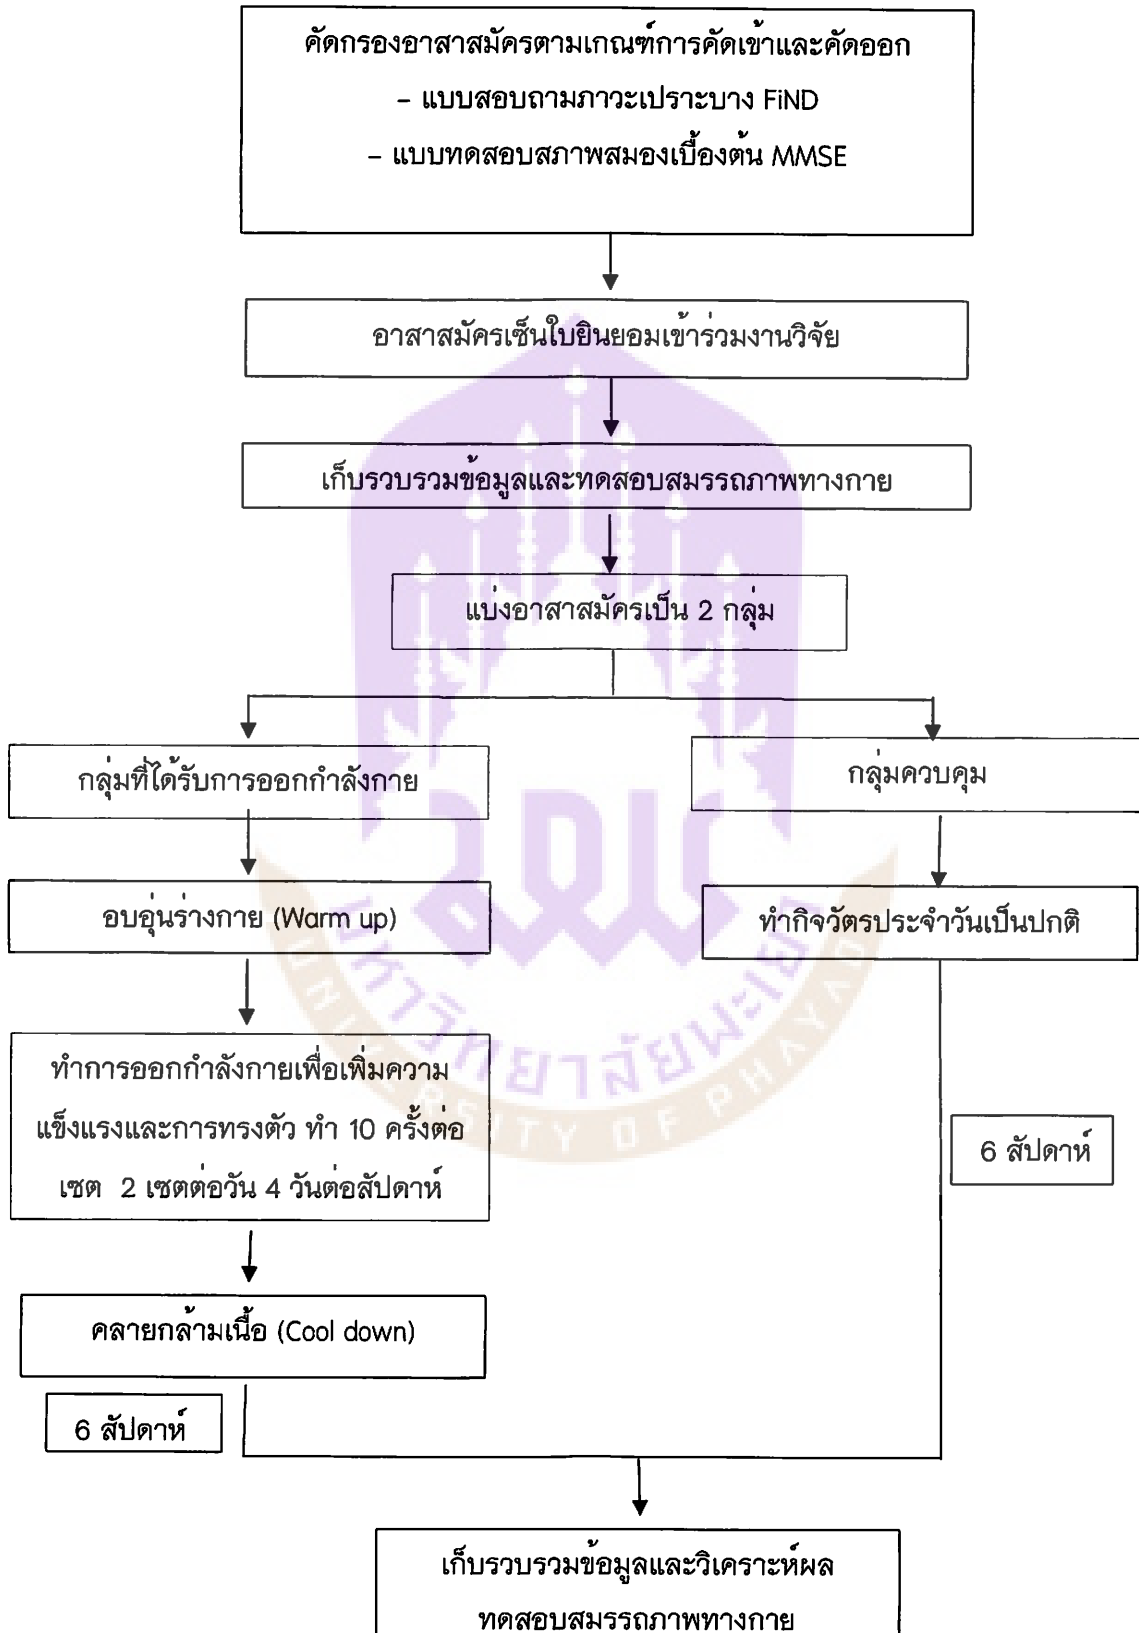 คัดกรองอาสาสมัครตามเกณฑ์การคัดเข้าและคัดออก
– แบบสอบถามภาวะเปราะบาง FiND
– แบบทดสอบสภาพสมองเบื้องต้น MMSE
อาสาสมัครเซ็นใบยินยอมเข้าร่วมงานวิจัย
เก็บรวบรวมข้อมูลและทดสอบสมรรถภาพทางกาย
แบ่งอาสาสมัครเป็น 2 กลุ่ม
กลุ่มที่ได้รับการออกกำลังกาย
กลุ่มควบคุม
อบอุ่นร่างกาย (Warm up)
ทำกิจวัตรประจำวันเป็นปกติ
ทำการออกกำลังกายเพื่อเพิ่มความ
แข็งแรงและการทรงตัว ทำ 10 ครั้งต่อ
เซต 2 เซตต่อวัน 4 วันต่อสัปดาห์
6 สัปดาห์
คลายกล้ามเนื้อ (Cool down)
6 สัปดาห์
เก็บรวบรวมข้อมูลและวิเคราะห์ผล
ทดสอบสมรรถภาพทางกาย
มหาวิทยาลัยพะเยา
UNIVERSITY OF PHAYAO